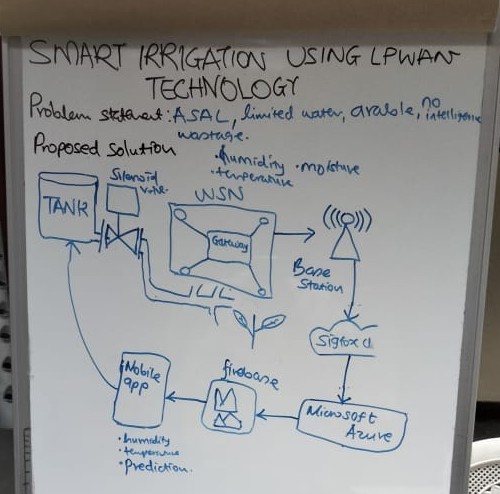 SMART IRRIGATION USING LPWAN
TECHNOLOGY
Problem statement: ASAL, limited water, arable, no intelligence
wastage.
Proposed solution
• humidity • moisture
• temperature
Solenoid
Valve.
WSN
TANK
Gateway
Base
Station
Sigfox Cl
firebase
Mobile
app
Microsoft
Azure
• humidity
• temperature
• Prediction.